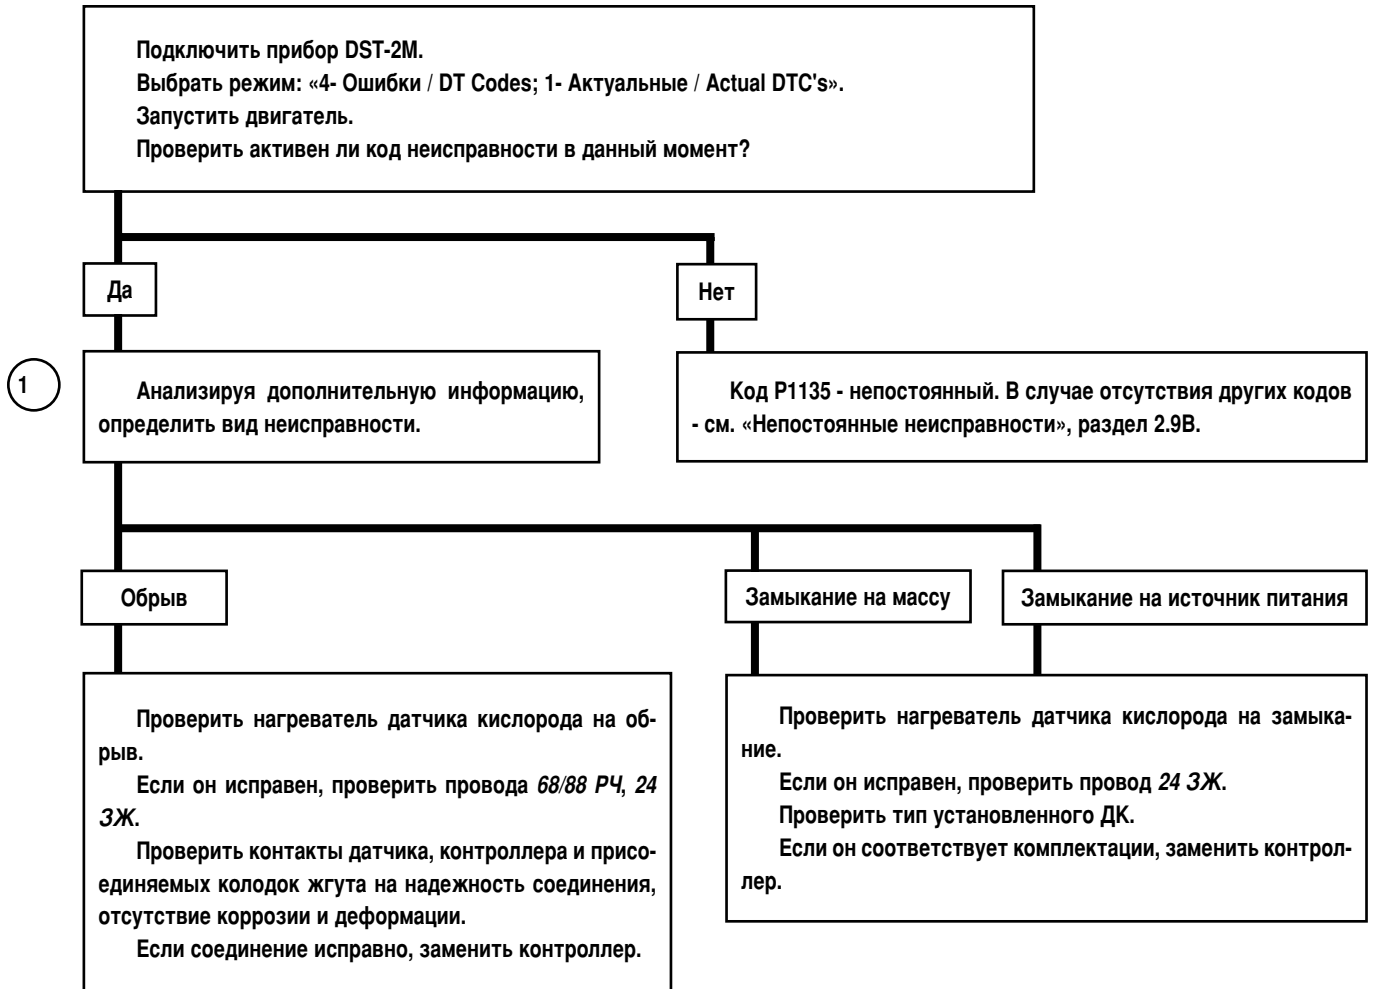 Подключить прибор DST-2M.
Выбрать режим: «4- Ошибки / DT Codes; 1- Актуальные / Actual DTC's».
Запустить двигатель.
Проверить активен ли код неисправности в данный момент?
Да
Нет
1
Анализируя дополнительную информацию,
определить вид неисправности.
Код P1135 - непостоянный. В случае отсутствия других кодов
- см. «Непостоянные неисправности», раздел 2.9В.
Обрыв
Замыкание на массу
Замыкание на источник питания
Проверить нагреватель датчика кислорода на об-
рыв.
Если он исправен, проверить провода 68/88 РЧ, 24
ЗЖ.
Проверить контакты датчика, контроллера и присо-
единяемых колодок жгута на надежность соединения,
отсутствие коррозии и деформации.
Если соединение исправно, заменить контроллер.
Проверить нагреватель датчика кислорода на замыка-
ние.
Если он исправен, проверить провод 24 ЗЖ.
Проверить тип установленного ДК.
Если он соответствует комплектации, заменить контрол-
лер.